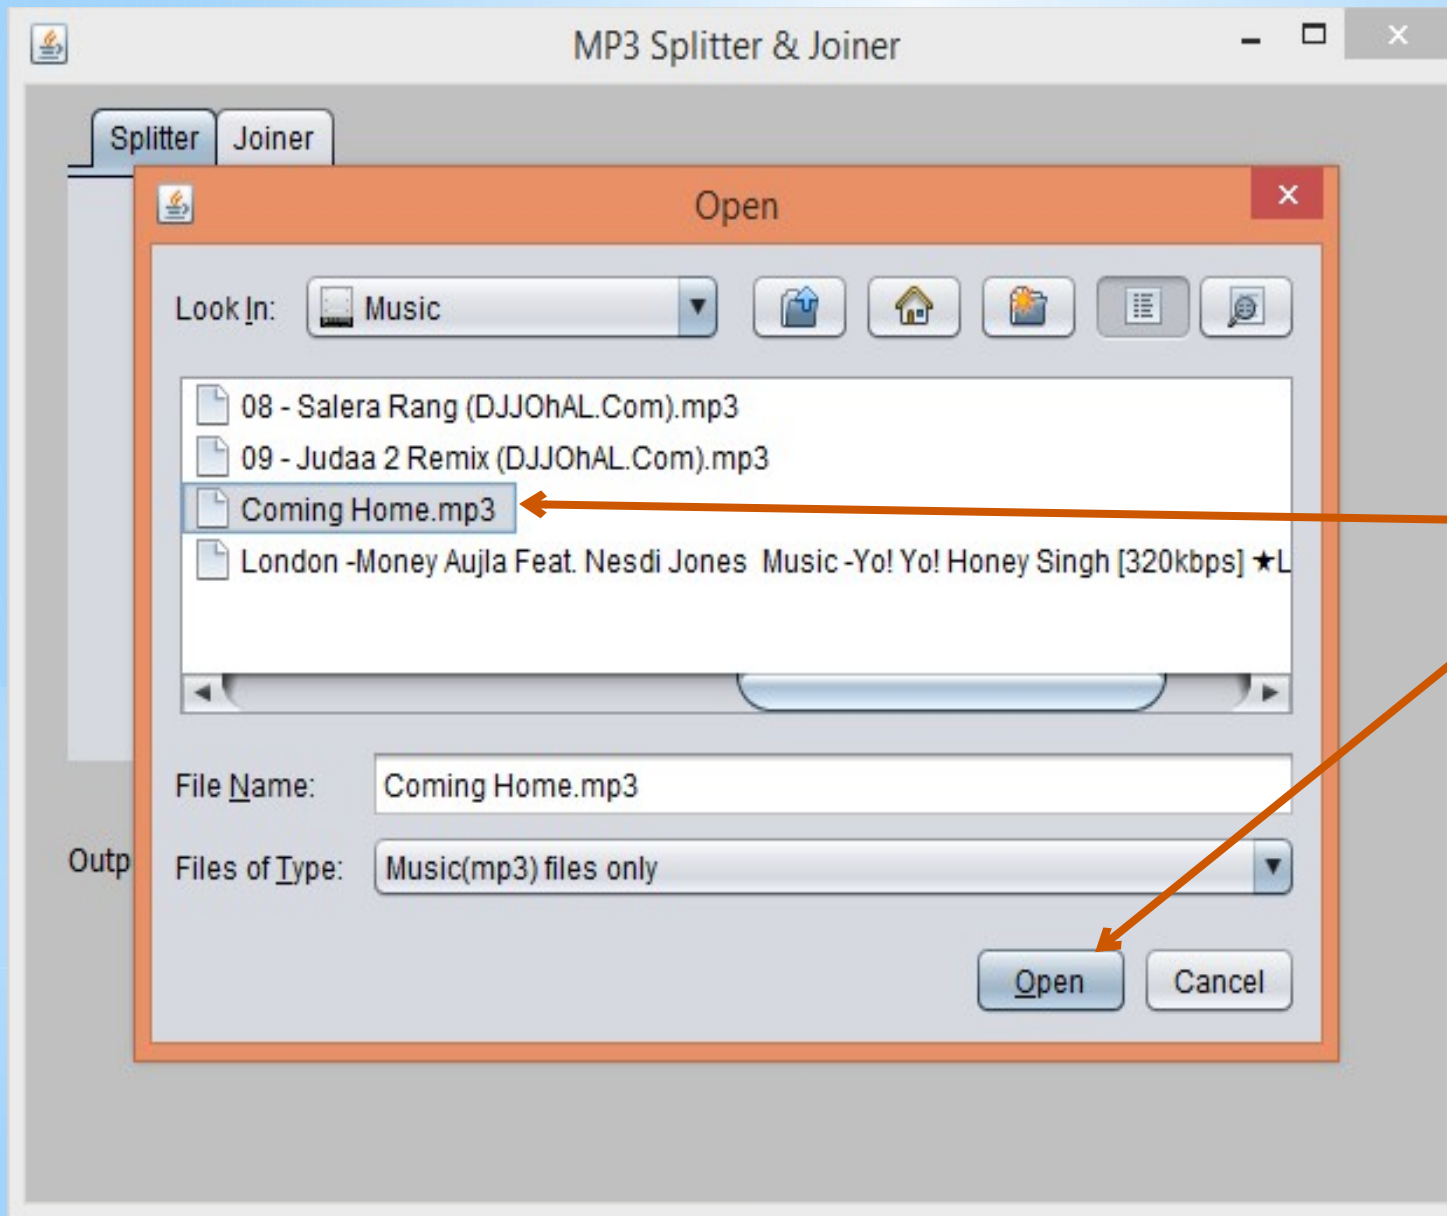 MP3 Splitter & Joiner
Splitter Joiner
Open
Look In: Music
08 - Salera Rang (DJJOhAL.Com).mp3
09 - Judaa 2 Remix (DJJOhAL.Com).mp3
Coming Home.mp3
London -Money Aujla Feat. Nesdi Jones  Music -Yo! Yo! Honey Singh [320kbps] ★L
File Name: Coming Home.mp3
Outp
Files of Type: Music(mp3) files only
Open Cancel